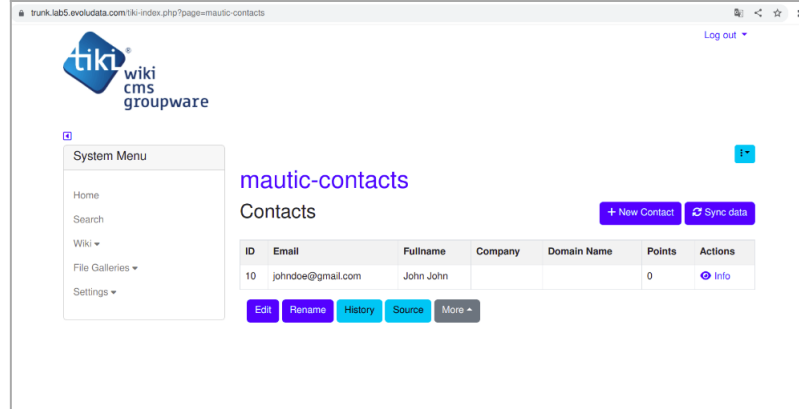 trunk.lab5.evoludata.com/tiki-index.php?page=mautic-contacts
Log out
tiki
wiki
cms
groupware
System Menu
Home
Search
Wiki
File Galleries
Settings
mautic-contacts
Contacts
+ New Contact Sync data
ID Email Fullname Company Domain Name Points Actions
10 johndoe@gmail.com John John 0 Info
Edit Rename History Source More